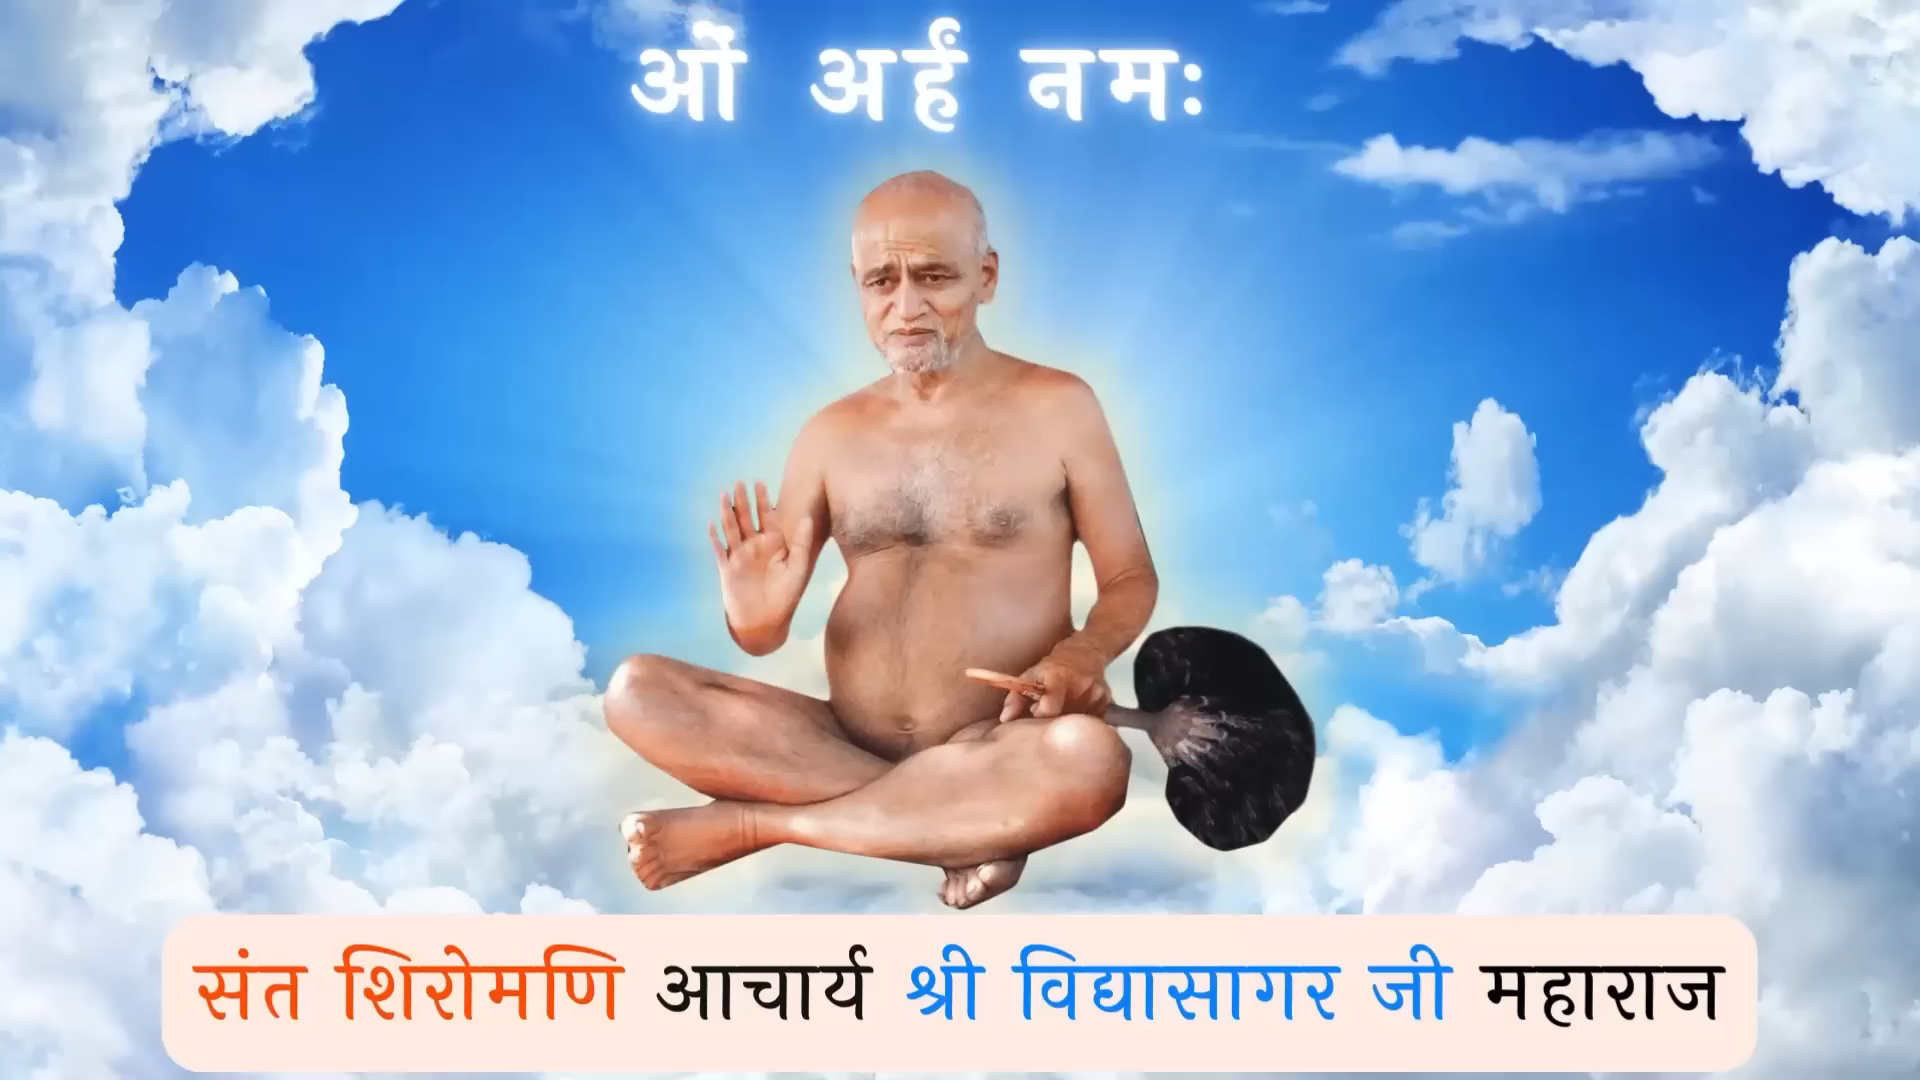 ओं अर्हं नमः
संत शिरोमणि आचार्य श्री विद्यासागर जी महाराज